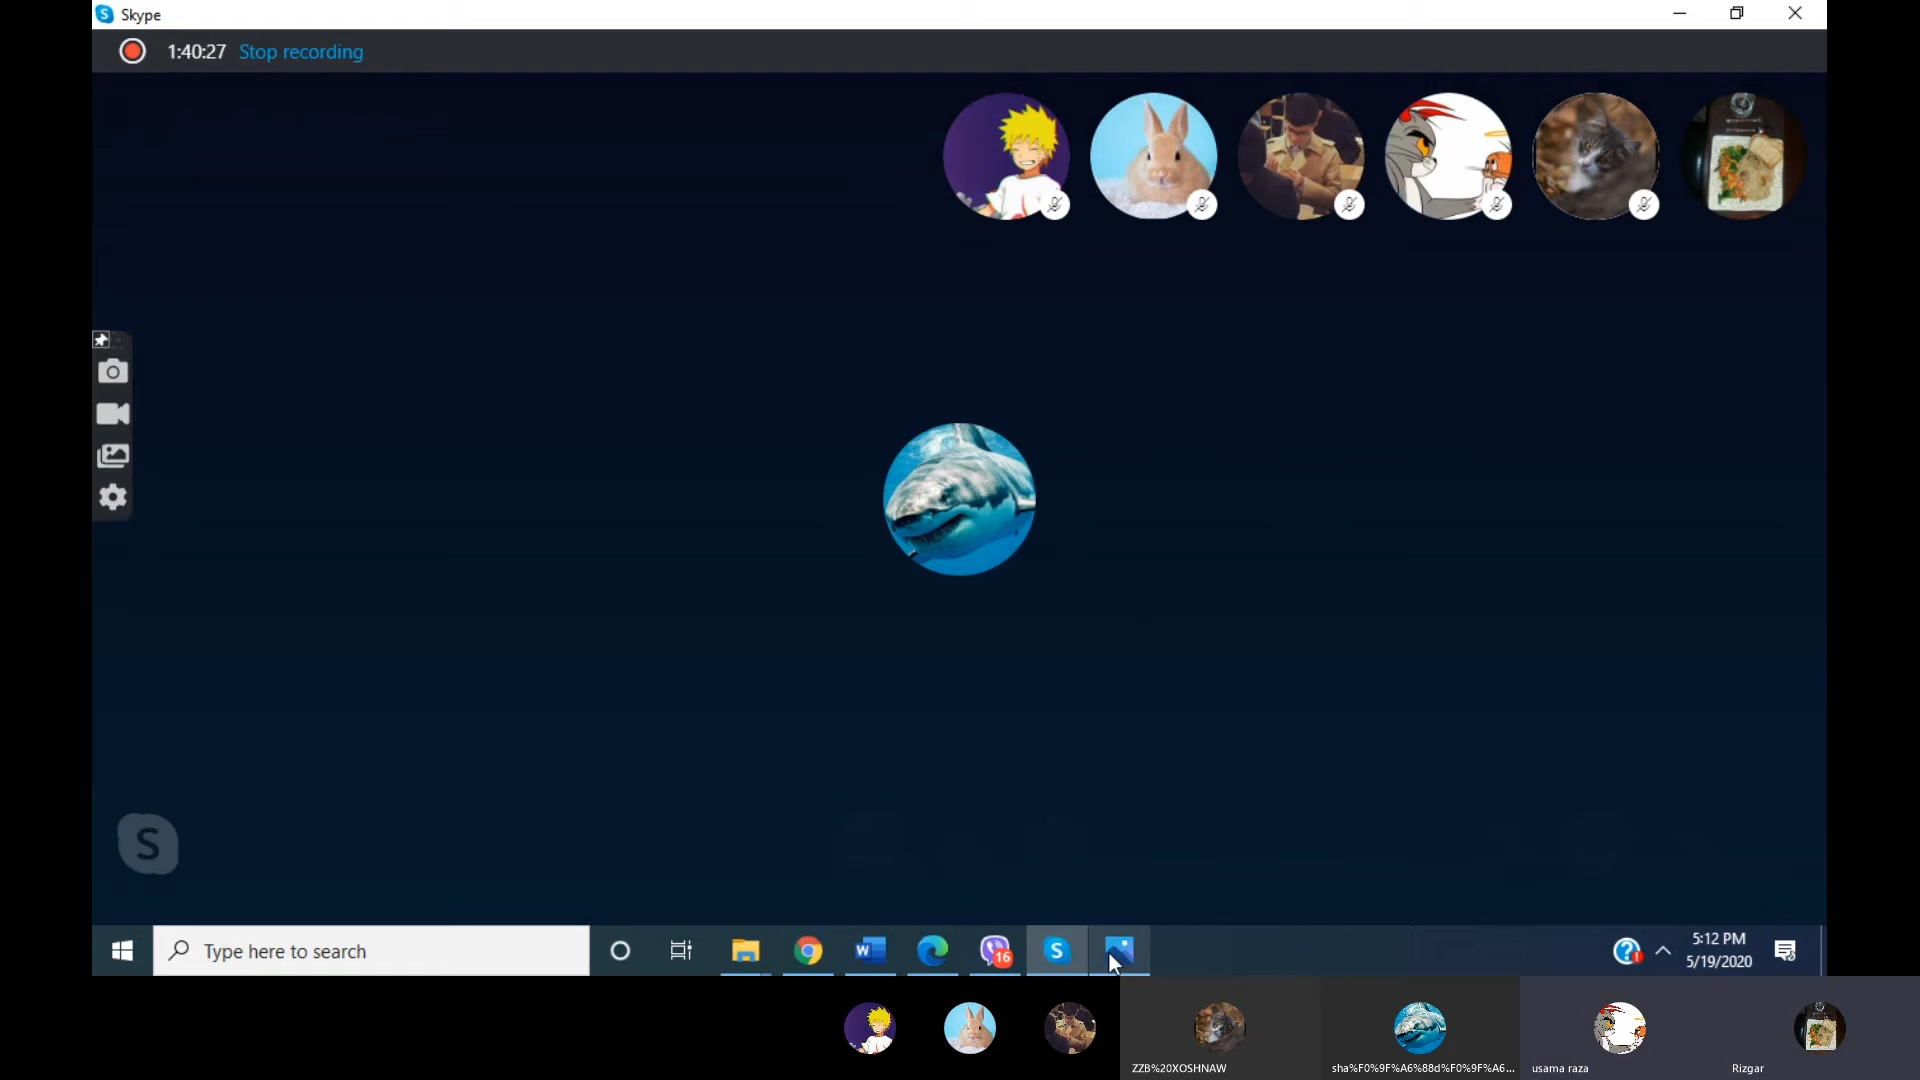 Skype
1:40:27 Stop recording
S
Type here to search
W
16
S
5:12 PM
5/19/2020
ZZB%20XOSHNAW
sha%F0%9F%A6%88d%F0%9F%A6...
usama raza
Rizgar